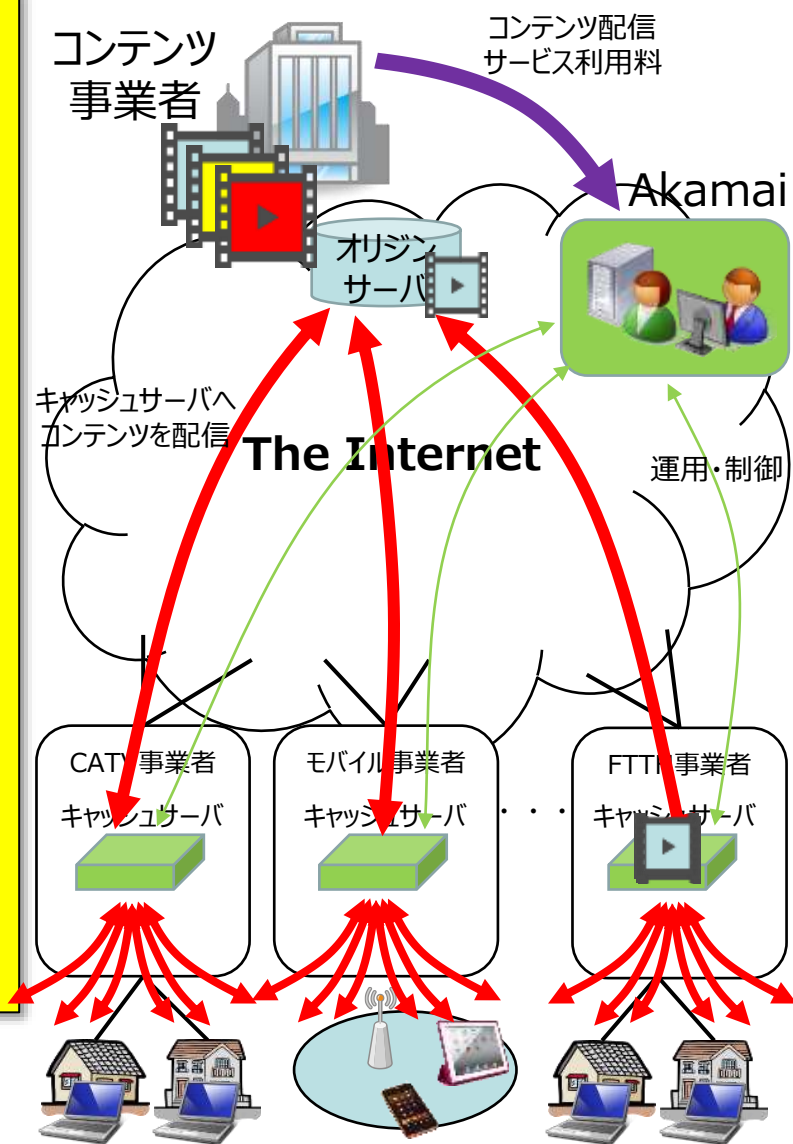 コンテンツ
事業者
コンテンツ配信
サービス利用料
Akamai
オリジン
サーバ
キャッシュサーバへ
コンテンツを配信
The Internet
運用・制御
CATV事業者
キャッシュサーバ
モバイル事業者
キャッシュサーバ
・・・
FTTH事業者
キャッシュサーバ